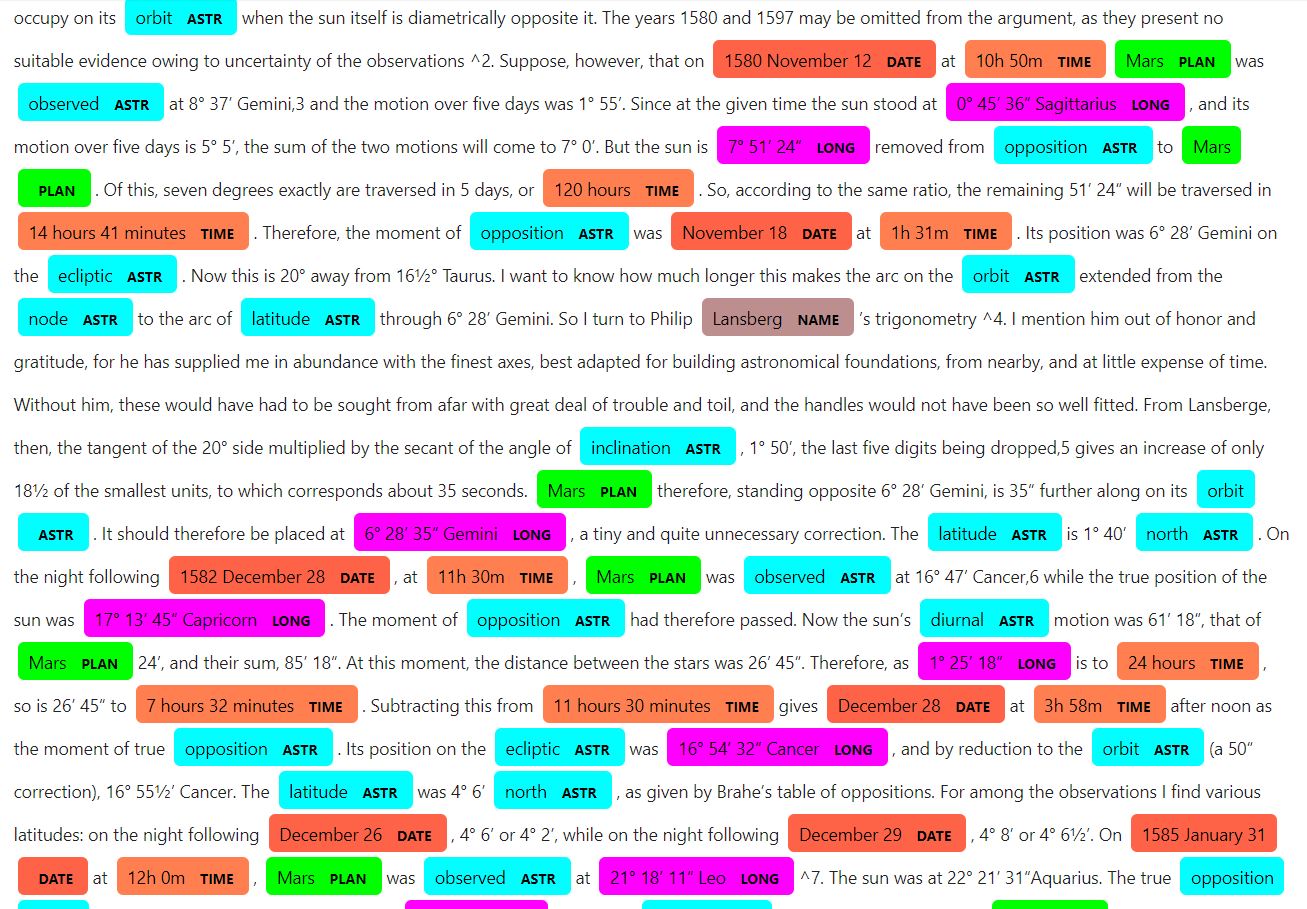 occupy on its orbit ASTR when the sun itself is diametrically opposite it. The years 1580 and 1597 may be omitted from the argument, as they present no
suitable evidence owing to uncertainty of the observations ^2. Suppose, however, that on 1580 November 12 DATE at 10h 50m TIME Mars PLAN was
observed ASTR at 8° 37′ Gemini,3 and the motion over five days was 1° 55′. Since at the given time the sun stood at 0° 45′ 36″ Sagittarius LONG , and its
motion over five days is 5° 5′, the sum of the two motions will come to 7° 0′. But the sun is 7° 51′ 24″ LONG removed from opposition ASTR to Mars
PLAN . Of this, seven degrees exactly are traversed in 5 days, or 120 hours TIME . So, according to the same ratio, the remaining 51′ 24″ will be traversed in
14 hours 41 minutes TIME . Therefore, the moment of opposition ASTR was November 18 DATE at 1h 31m TIME . Its position was 6° 28′ Gemini on
the ecliptic ASTR . Now this is 20° away from 16½° Taurus. I want to know how much longer this makes the arc on the orbit ASTR extended from the
node ASTR to the arc of latitude ASTR through 6° 28′ Gemini. So I turn to Philip Lansberg NAME 's trigonometry ^4. I mention him out of honor and
gratitude, for he has supplied me in abundance with the finest axes, best adapted for building astronomical foundations, from nearby, and at little expense of time.
Without him, these would have had to be sought from afar with great deal of trouble and toil, and the handles would not have been so well fitted. From Lansberge,
then, the tangent of the 20° side multiplied by the secant of the angle of inclination ASTR , 1° 50′, the last five digits being dropped,5 gives an increase of only
18½ of the smallest units, to which corresponds about 35 seconds. Mars PLAN therefore, standing opposite 6° 28′ Gemini, is 35″ further along on its orbit
ASTR . It should therefore be placed at 6° 28′ 35″ Gemini LONG , a tiny and quite unnecessary correction. The latitude ASTR is 1° 40′ north ASTR . On
the night following 1582 December 28 DATE , at 11h 30m TIME , Mars PLAN was observed ASTR at 16° 47′ Cancer,6 while the true position of the
sun was 17° 13′ 45″ Capricorn LONG . The moment of opposition ASTR had therefore passed. Now the sun's diurnal ASTR motion was 61′ 18″, that of
Mars PLAN 24′, and their sum, 85′ 18″. At this moment, the distance between the stars was 26′ 45″. Therefore, as 1° 25′ 18″ LONG is to 24 hours TIME ,
so is 26′ 45″ to 7 hours 32 minutes TIME . Subtracting this from 11 hours 30 minutes TIME gives December 28 DATE at 3h 58m TIME after noon as
the moment of true opposition ASTR . Its position on the ecliptic ASTR was 16° 54′ 32″ Cancer LONG , and by reduction to the orbit ASTR (a 50″
correction), 16° 55½′ Cancer. The latitude ASTR was 4° 6′ north ASTR , as given by Brahe's table of oppositions. For among the observations I find various
latitudes: on the night following December 26 DATE , 4° 6′ or 4° 2′, while on the night following December 29 DATE , 4° 8′ or 4° 6½′. On 1585 January 31
DATE at 12h 0m TIME , Mars PLAN was observed ASTR at 21° 18′ 11″ Leo LONG ^7. The sun was at 22° 21′ 31″Aquarius. The true opposition